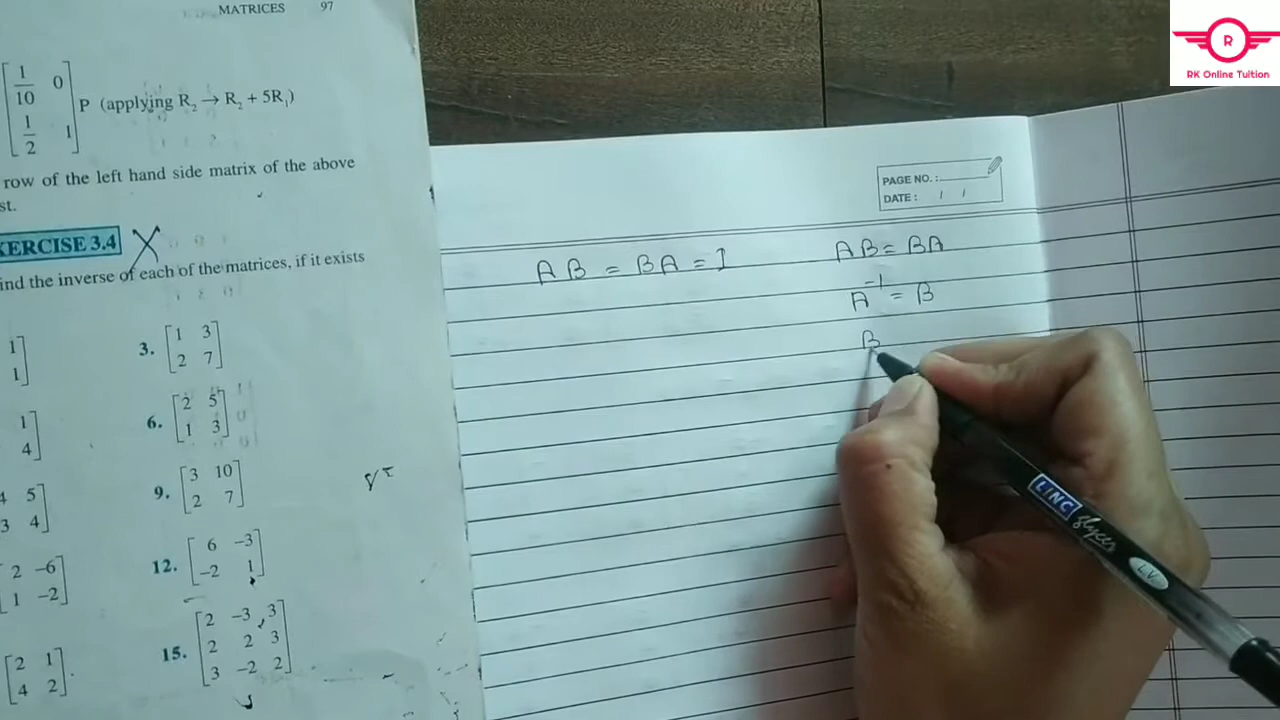 MATRICES 97
1/10 0
1/2 1
P (applying R₂ → R₂ + 5R₁)
row of the left hand side matrix of the above
st.
XERCISE 3.4 X
ind the inverse of each of the matrices, if it exists
1
1
3. 1 3
2 7
1
4
6. 2 5
1 3
4 5
3 4
9. 3 10
2 7
2 -6
1 -2
12. 6 -3
-2 1
2 1
4 2
15. 2 -3 3
2 2 3
3 -2 2
R
RK Online Tuition
PAGE NO.:
DATE : / /
AB = BA = I
AB = BA
A⁻¹ = B
B
LINC glycer
LV